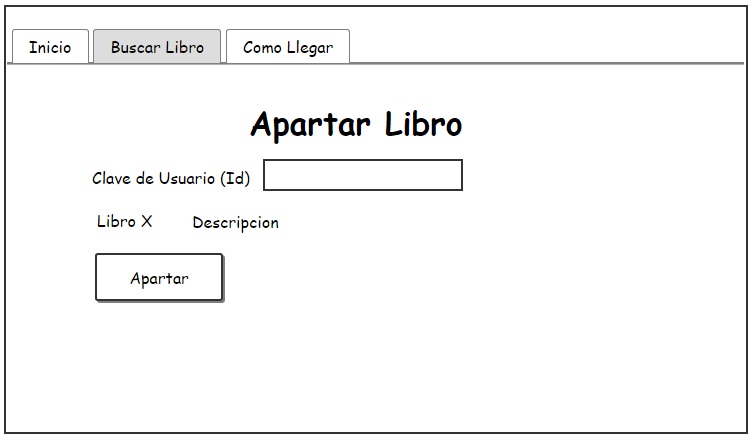 Inicio Buscar Libro Como Llegar
Apartar Libro
Clave de Usuario (Id)
Libro X Descripcion
Apartar